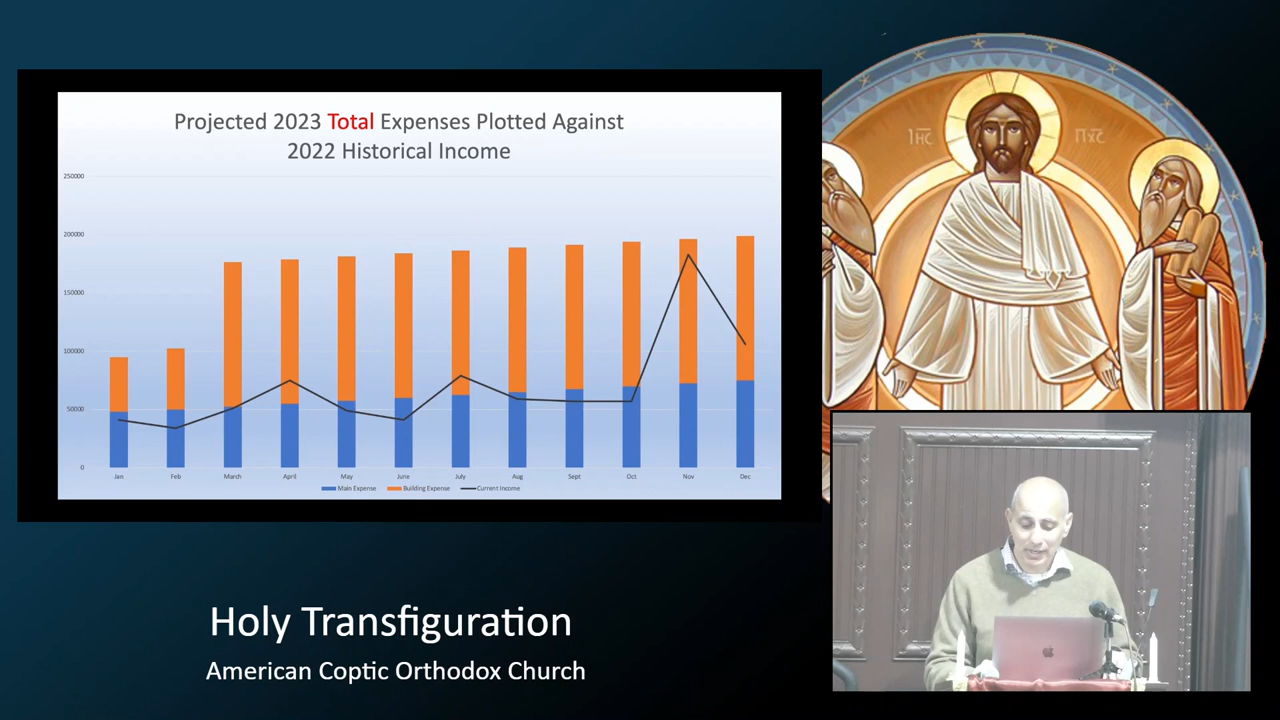 Projected 2023 Total Expenses Plotted Against
2022 Historical Income
250000
200000
150000
100000
50000
0
Jan Feb March April May June July Aug Sept Oct Nov Dec
Main Expense Building Expense Current Income
Holy Transfiguration
American Coptic Orthodox Church